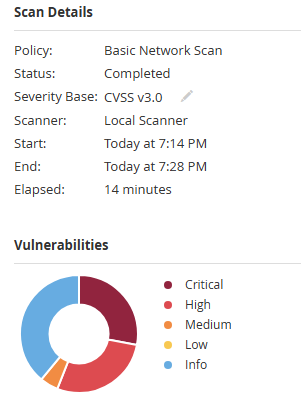 Scan Details
Policy: Basic Network Scan
Status: Completed
Severity Base: CVSS v3.0
Scanner: Local Scanner
Start: Today at 7:14 PM
End: Today at 7:28 PM
Elapsed: 14 minutes
Vulnerabilities
Critical
High
Medium
Low
Info